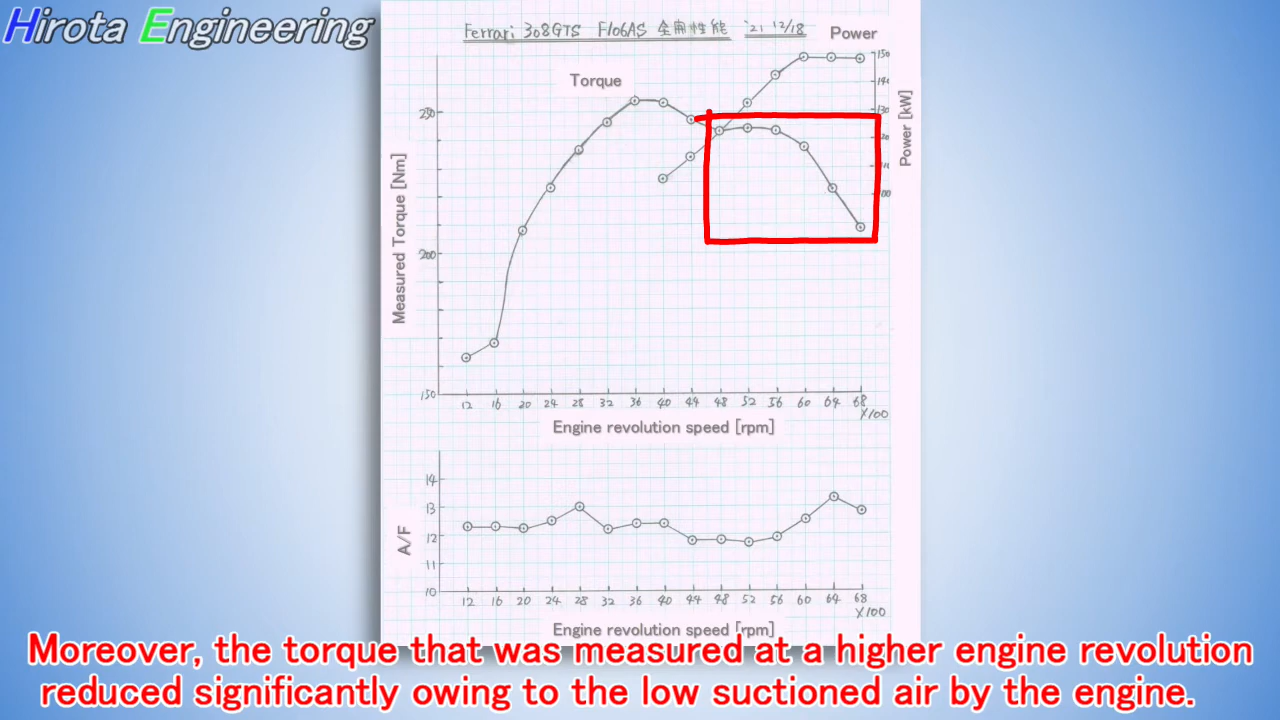 Hirota Engineering
Ferrari 308GTS F106AS 全開性能 '21 12/18
Power
Torque
Measured Torque [Nm]
250
200
150
Power [kW]
150
140
130
120
110
100
12 16 20 24 28 32 36 40 44 48 52 56 60 64 68
×100
Engine revolution speed [rpm]
A/F
14
13
12
11
10
12 16 20 24 28 32 36 40 44 48 52 56 60 64 68
×100
Engine revolution speed [rpm]
Moreover, the torque that was measured at a higher engine revolution
reduced significantly owing to the low suctioned air by the engine.